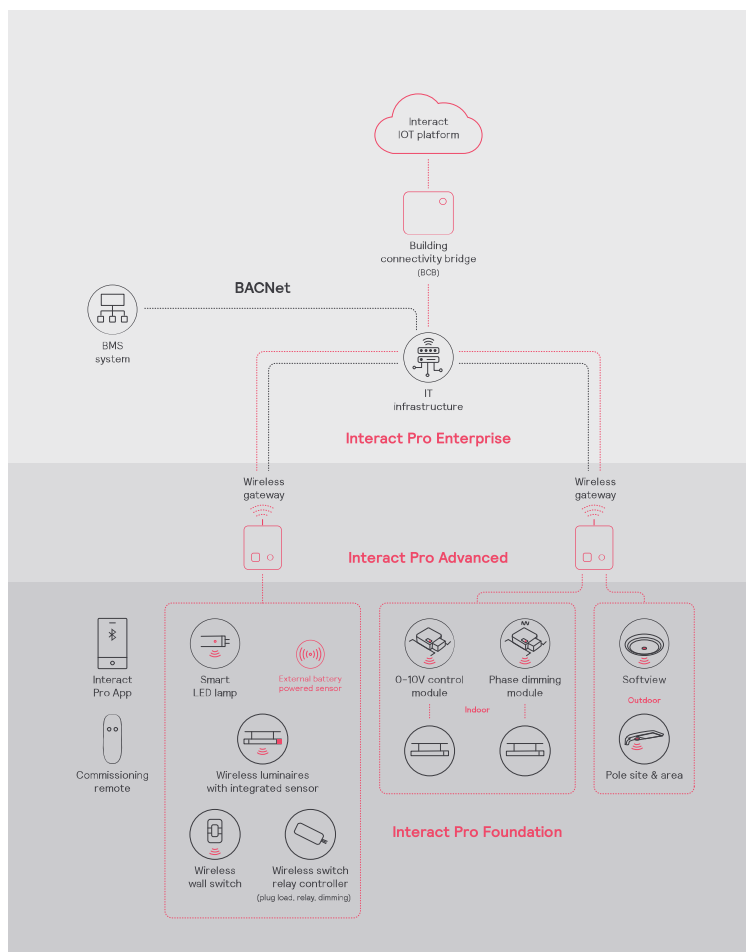 Interact
IOT platform
Building
connectivity bridge
(BCB)
BACNet
BMS
system
IT
infrastructure
Interact Pro Enterprise
Wireless
gateway
Wireless
gateway
Interact Pro Advanced
Interact
Pro App
Smart
LED lamp
External battery
powered sensor
0-10V control
module
Phase dimming
module
Softview
Indoor
Outdoor
Commissioning
remote
Wireless luminaires
with integrated sensor
Pole site & area
Interact Pro Foundation
Wireless
wall switch
Wireless switch
relay controller
(plug load, relay, dimming)